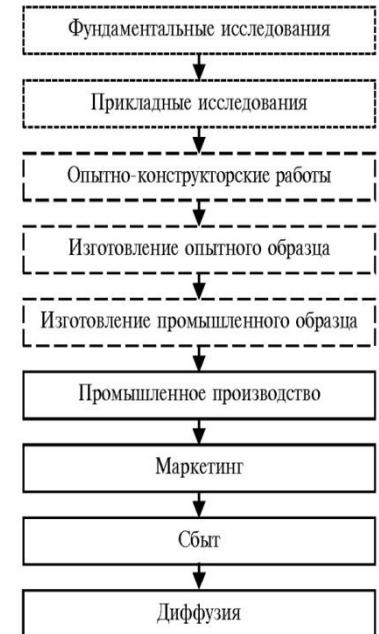 Фундаментальные исследования
Прикладные исследования
Опытно-конструкторские работы
Изготовление опытного образца
Изготовление промышленного образца
Промышленное производство
Маркетинг
Сбыт
Диффузия